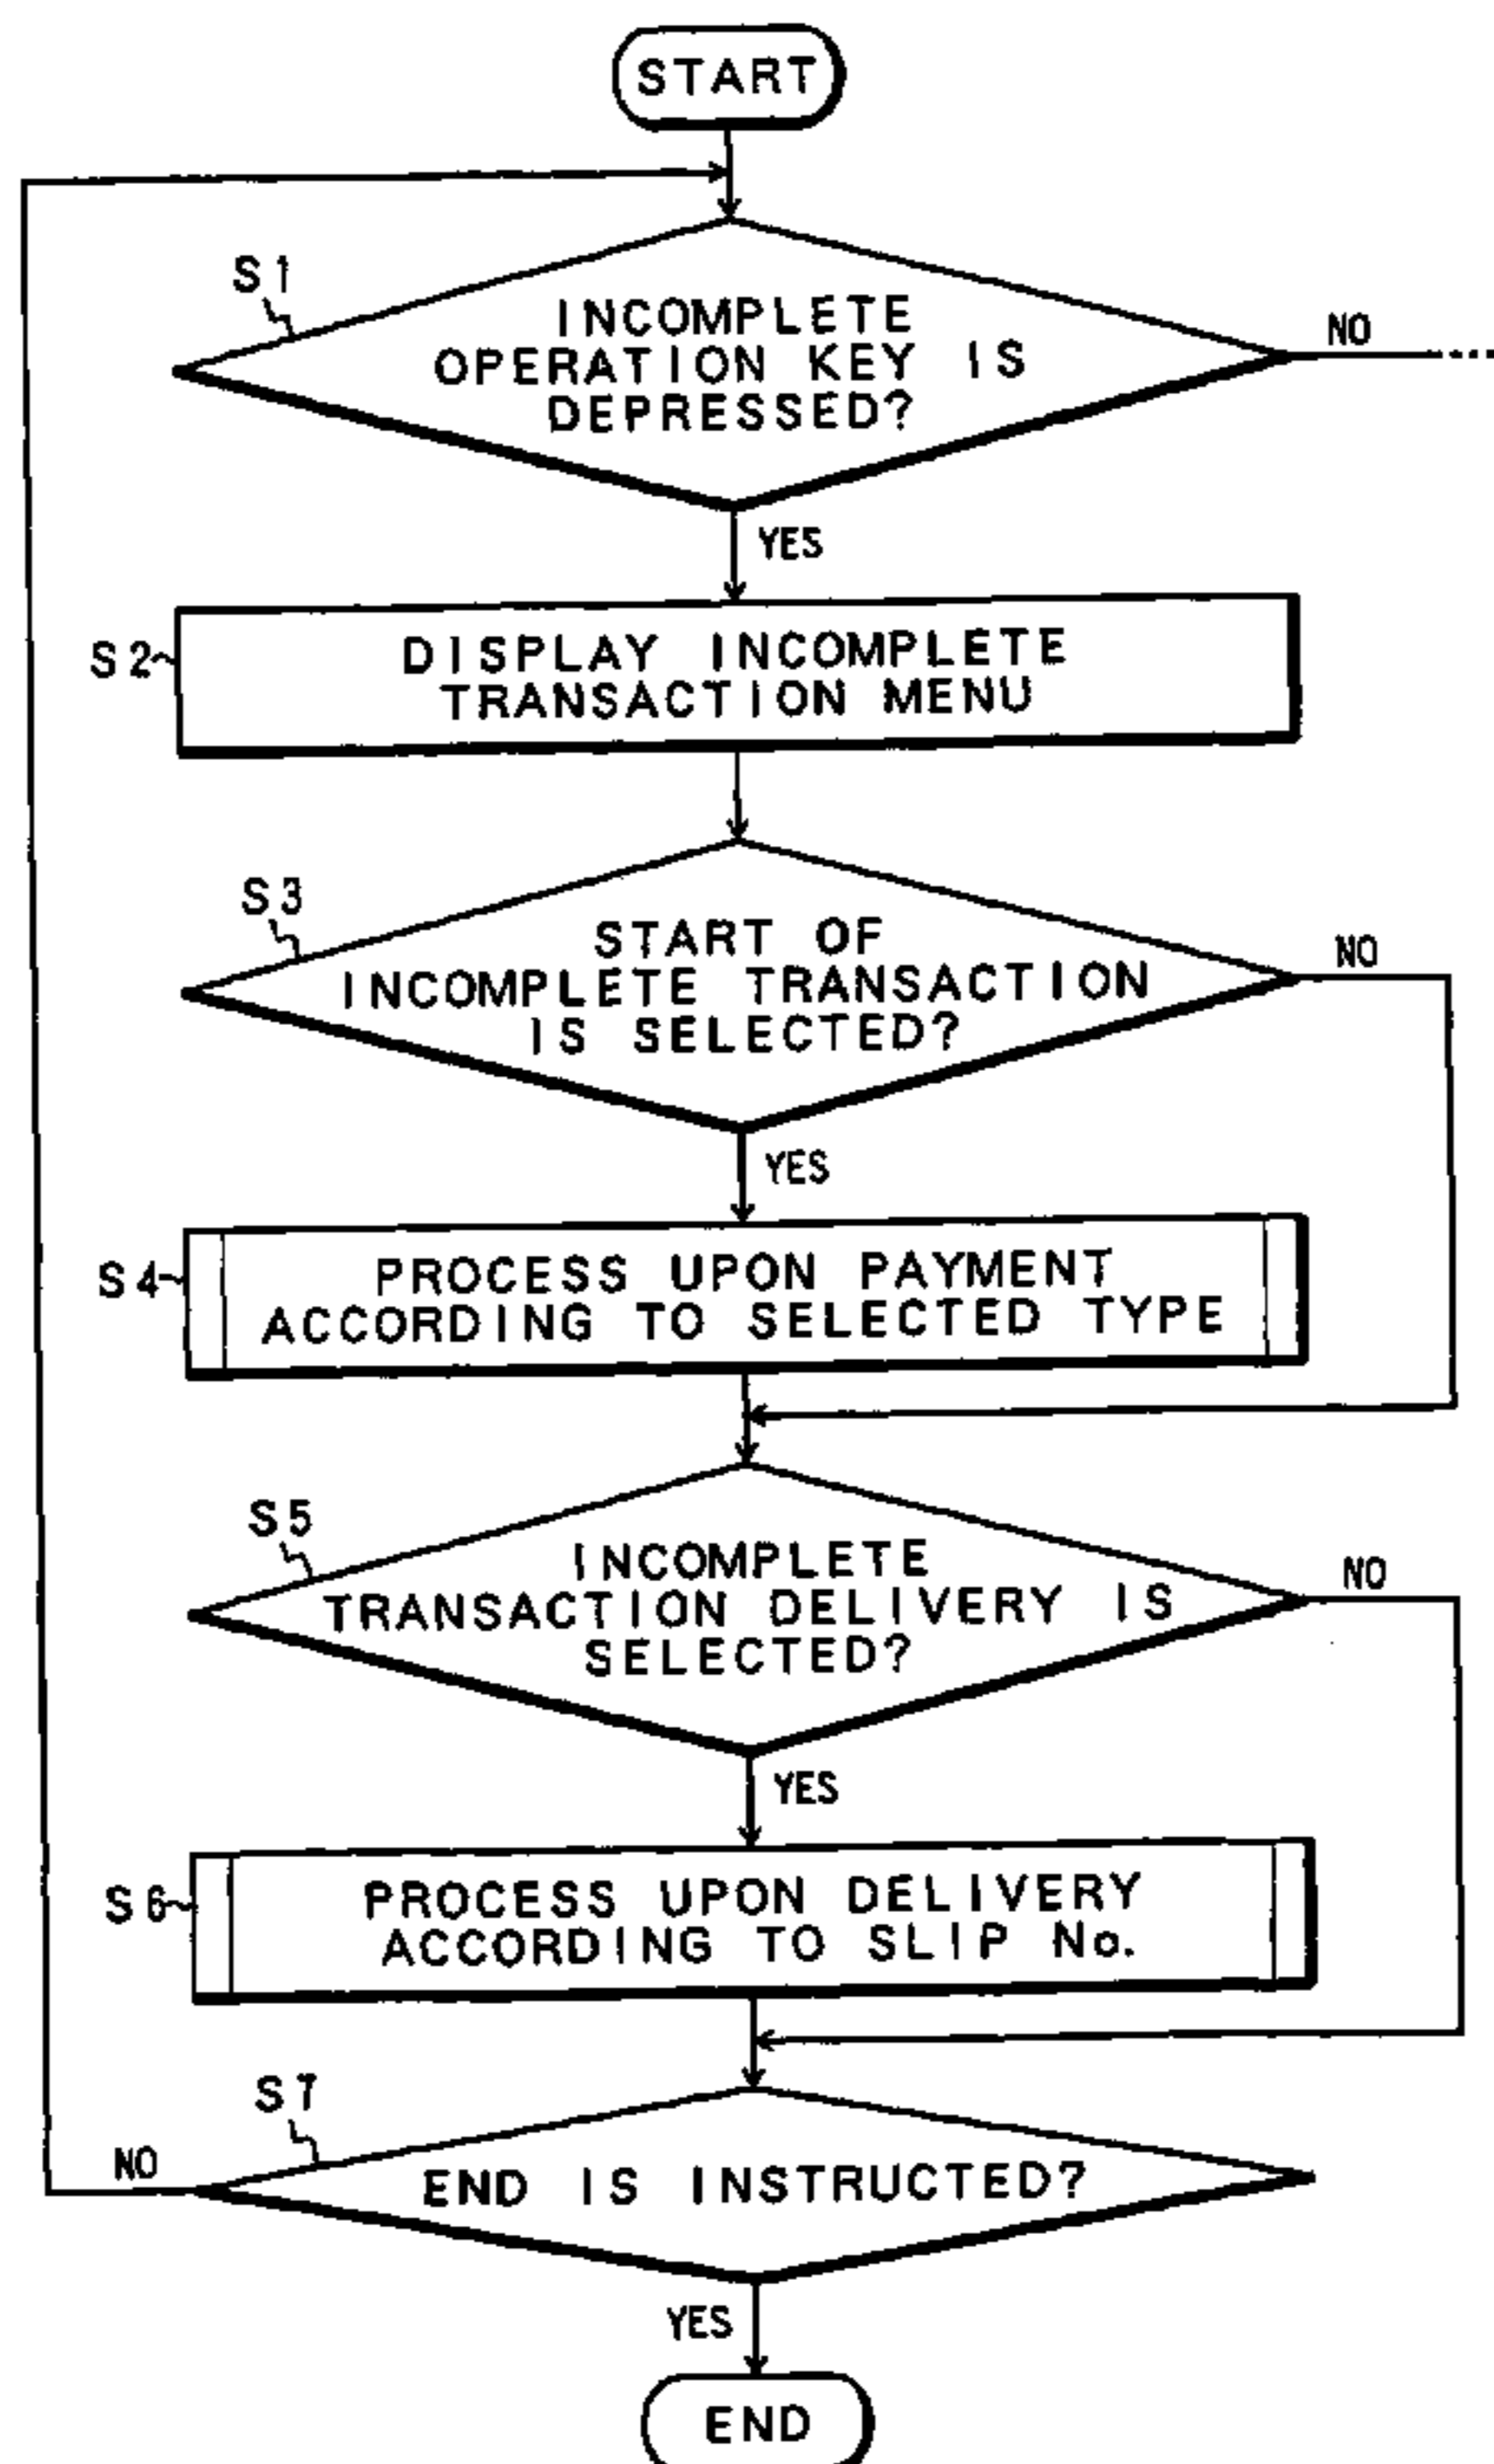 START
S1
INCOMPLETE
OPERATION KEY IS
DEPRESSED?
NO
YES
S2
DISPLAY INCOMPLETE
TRANSACTION MENU
S3
START OF
INCOMPLETE TRANSACTION
IS SELECTED?
NO
YES
S4
PROCESS UPON PAYMENT
ACCORDING TO SELECTED TYPE
S5
INCOMPLETE
TRANSACTION DELIVERY IS
SELECTED?
NO
YES
S6
PROCESS UPON DELIVERY
ACCORDING TO SLIP No.
S7
NO
END IS INSTRUCTED?
YES
END